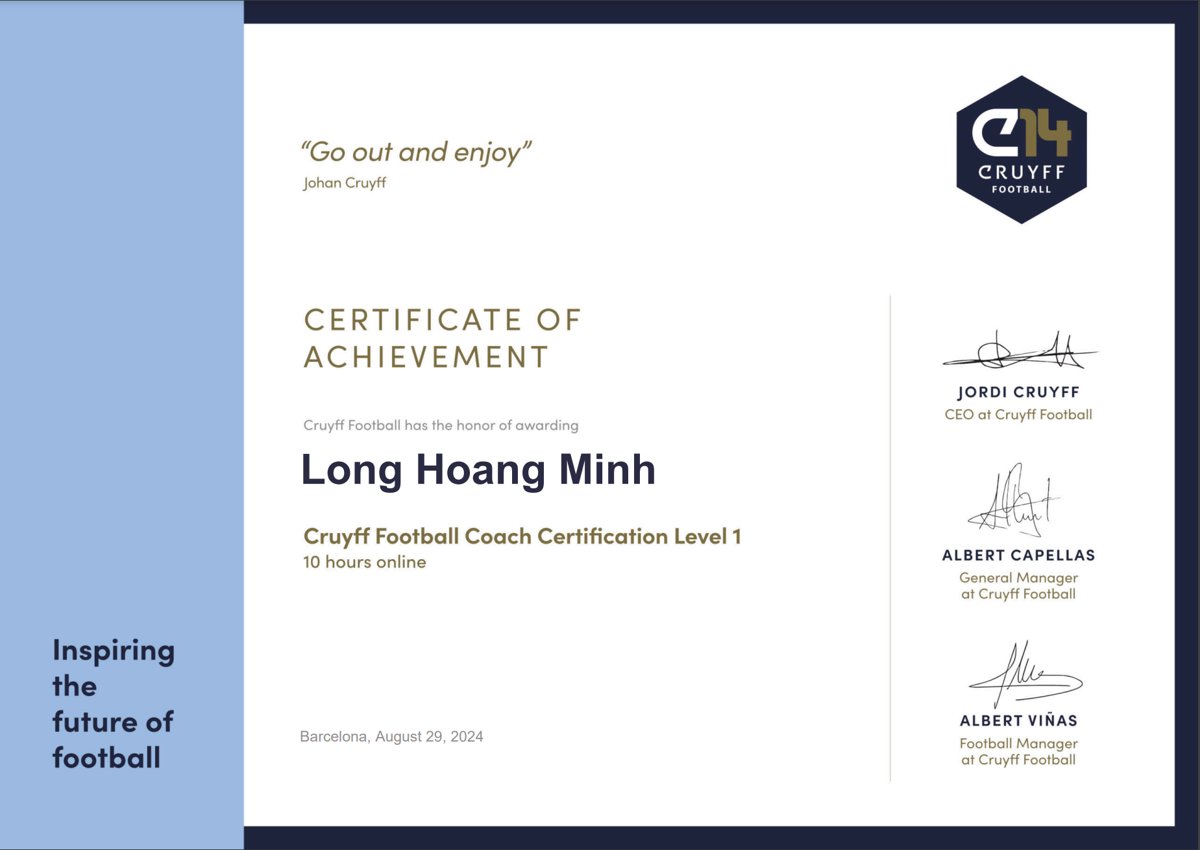 “Go out and enjoy”
Johan Cruyff
C14
CRUYFF
FOOTBALL
CERTIFICATE OF
ACHIEVEMENT
Cruyff Football has the honor of awarding
Long Hoang Minh
Cruyff Football Coach Certification Level 1
10 hours online
Barcelona, August 29, 2024
JORDI CRUYFF
CEO at Cruyff Football
ALBERT CAPELLAS
General Manager
at Cruyff Football
ALBERT VIÑAS
Football Manager
at Cruyff Football
Inspiring
the
future of
football